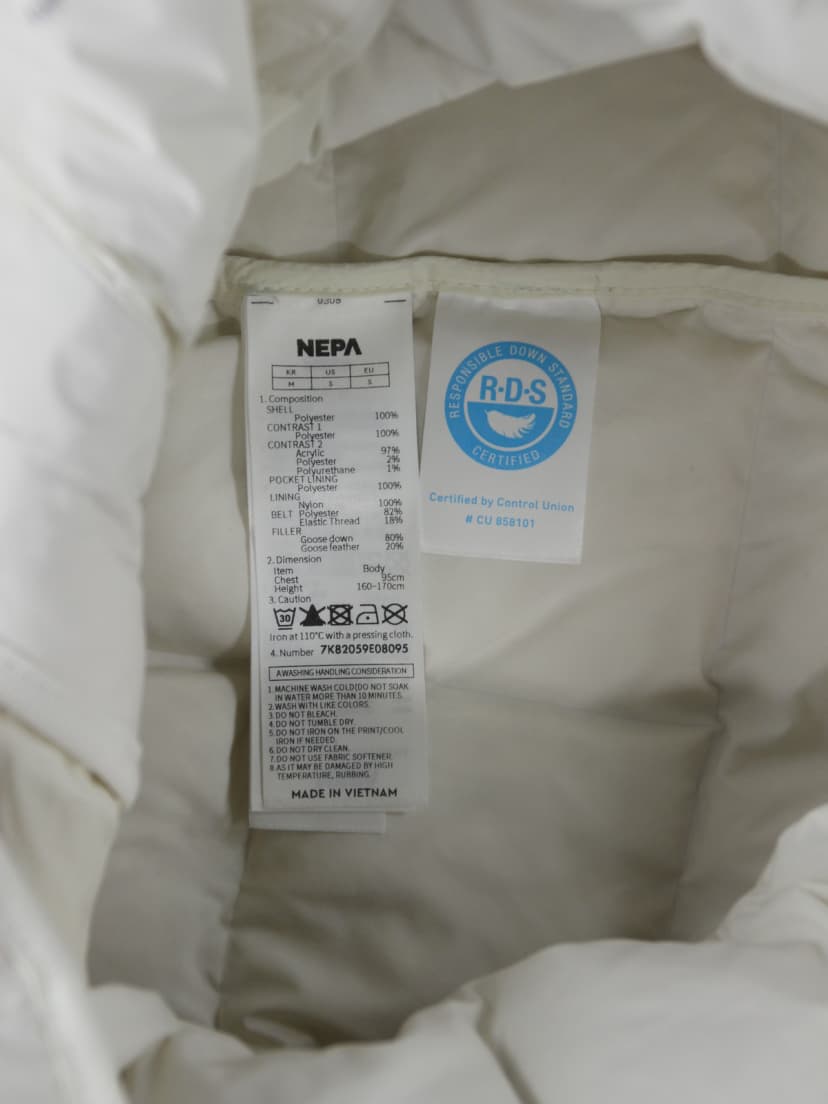 0309
NEPA
KR US EU
M S S
1. Composition
SHELL
Polyester 100%
CONTRAST 1
Polyester 100%
CONTRAST 2
Acrylic 97%
Polyester 2%
Polyurethane 1%
POCKET LINING
Polyester 100%
LINING
Nylon 100%
BELT Polyester 82%
Elastic Thread 18%
FILLER
Goose down 80%
Goose feather 20%
2. Dimension
Item Body
Chest 95cm
Height 160-170cm
3. Caution
30
Iron at 110°C with a pressing cloth.
4. Number 7K82059E08095
A WASHING HANDLING CONSIDERATION
1. MACHINE WASH COLD(DO NOT SOAK
IN WATER MORE THAN 10 MINUTES.
2. WASH WITH LIKE COLORS.
3. DO NOT BLEACH.
4. DO NOT TUMBLE DRY.
5. DO NOT IRON ON THE PRINT/COOL
IRON IF NEEDED.
6. DO NOT DRY CLEAN.
7. DO NOT USE FABRIC SOFTENER.
8. AS IT MAY BE DAMAGED BY HIGH
TEMPERATURE, RUBBING.
MADE IN VIETNAM
RESPONSIBLE DOWN STANDARD
R·D·S
CERTIFIED
Certified by Control Union
# CU 858101